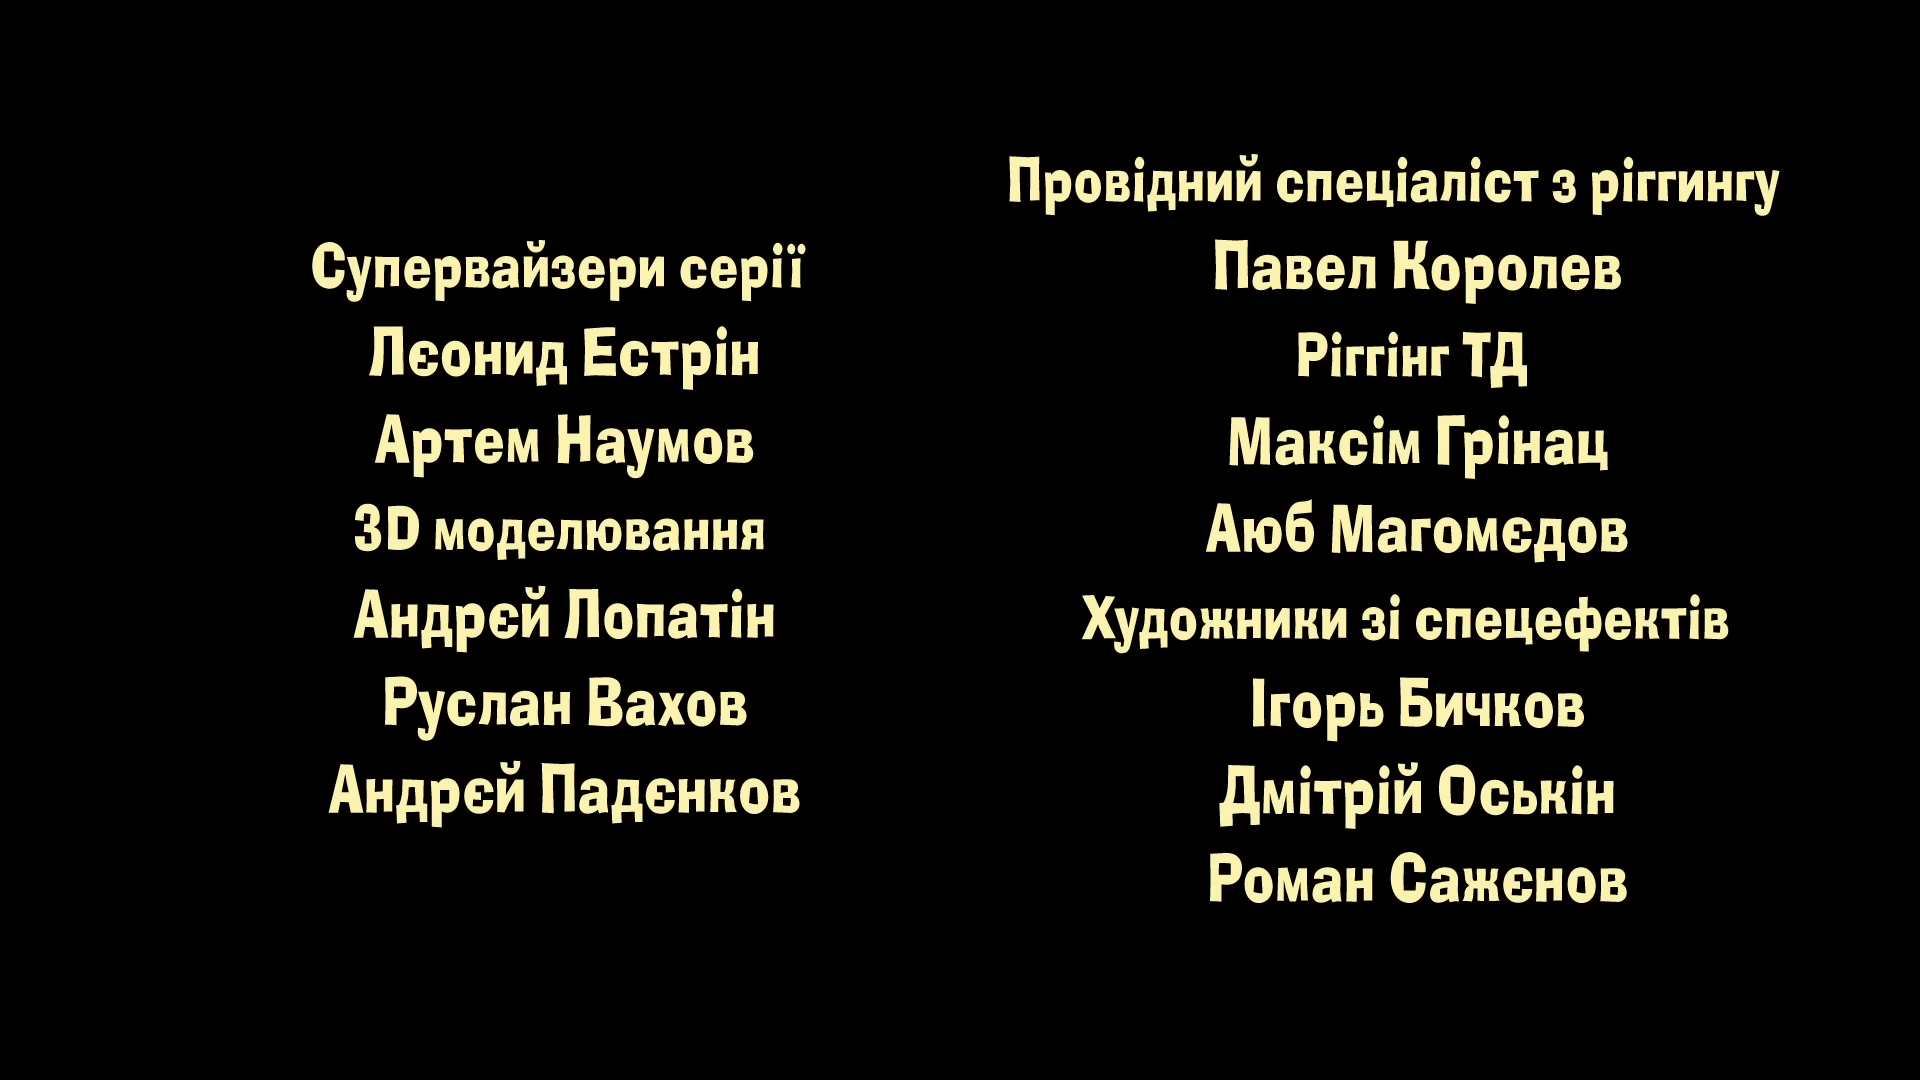 Супервайзери серії
Лєонид Естрін
Артем Наумов
3D моделювання
Андрєй Лопатін
Руслан Вахов
Андрєй Падєнков
Провідний спеціаліст з ріггингу
Павел Королев
Ріггінг ТД
Максім Грінац
Аюб Магомєдов
Художники зі спецефектів
Ігорь Бичков
Дмітрій Оськін
Роман Сажєнов